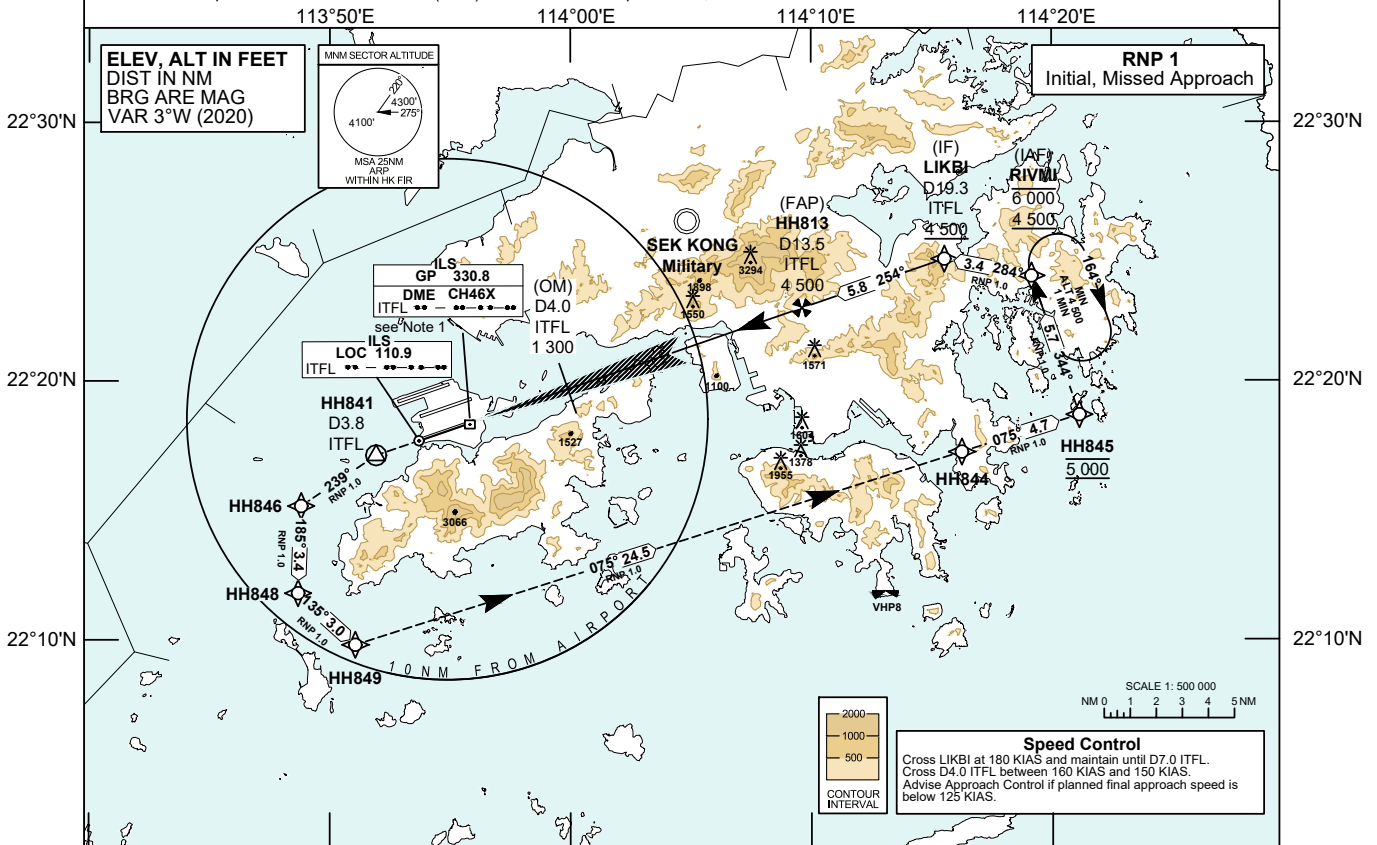 113°50'E
114°00'E
114°10'E
114°20'E
22°30'N
22°30'N
22°20'N
22°20'N
22°10'N
22°10'N
ELEV, ALT IN FEET
DIST IN NM
BRG ARE MAG
VAR 3°W (2020)
MNM SECTOR ALTITUDE
220°
4300'
275°
4100'
MSA 25NM
ARP
WITHIN HK FIR
RNP 1
Initial, Missed Approach
(IF)
LIKBI
D19.3
ITFL
4 500
(IAF)
RIVMI
6 000
4 500
(FAP)
HH813
D13.5
ITFL
4 500
SEK KONG
Military
3294
1898
1550
ILS
GP 330.8
DME CH46X
ITFL
see Note 1
ILS
LOC 110.9
ITFL
(OM)
D4.0
ITFL
1 300
5.8 254°
3.4 284°
RNP 1.0
164°
MIN
ALT 4 500
1 MIN
5.7 344°
RNP 1.0
1571
1100
HH841
D3.8
ITFL
1527
1378
1955
3066
239°
RNP 1.0
HH846
185° 3.4
RNP 1.0
HH848
135° 3.0
RNP 1.0
HH849
075° 24.5
RNP 1.0
HH844
075° 4.7
RNP 1.0
HH845
5 000
VHP8
10NM FROM AIRPORT
SCALE 1: 500 000
NM 0 1 2 3 4 5 NM
2000
1000
500
CONTOUR
INTERVAL
Speed Control
Cross LIKBI at 180 KIAS and maintain until D7.0 ITFL.
Cross D4.0 ITFL between 160 KIAS and 150 KIAS.
Advise Approach Control if planned final approach speed is
below 125 KIAS.